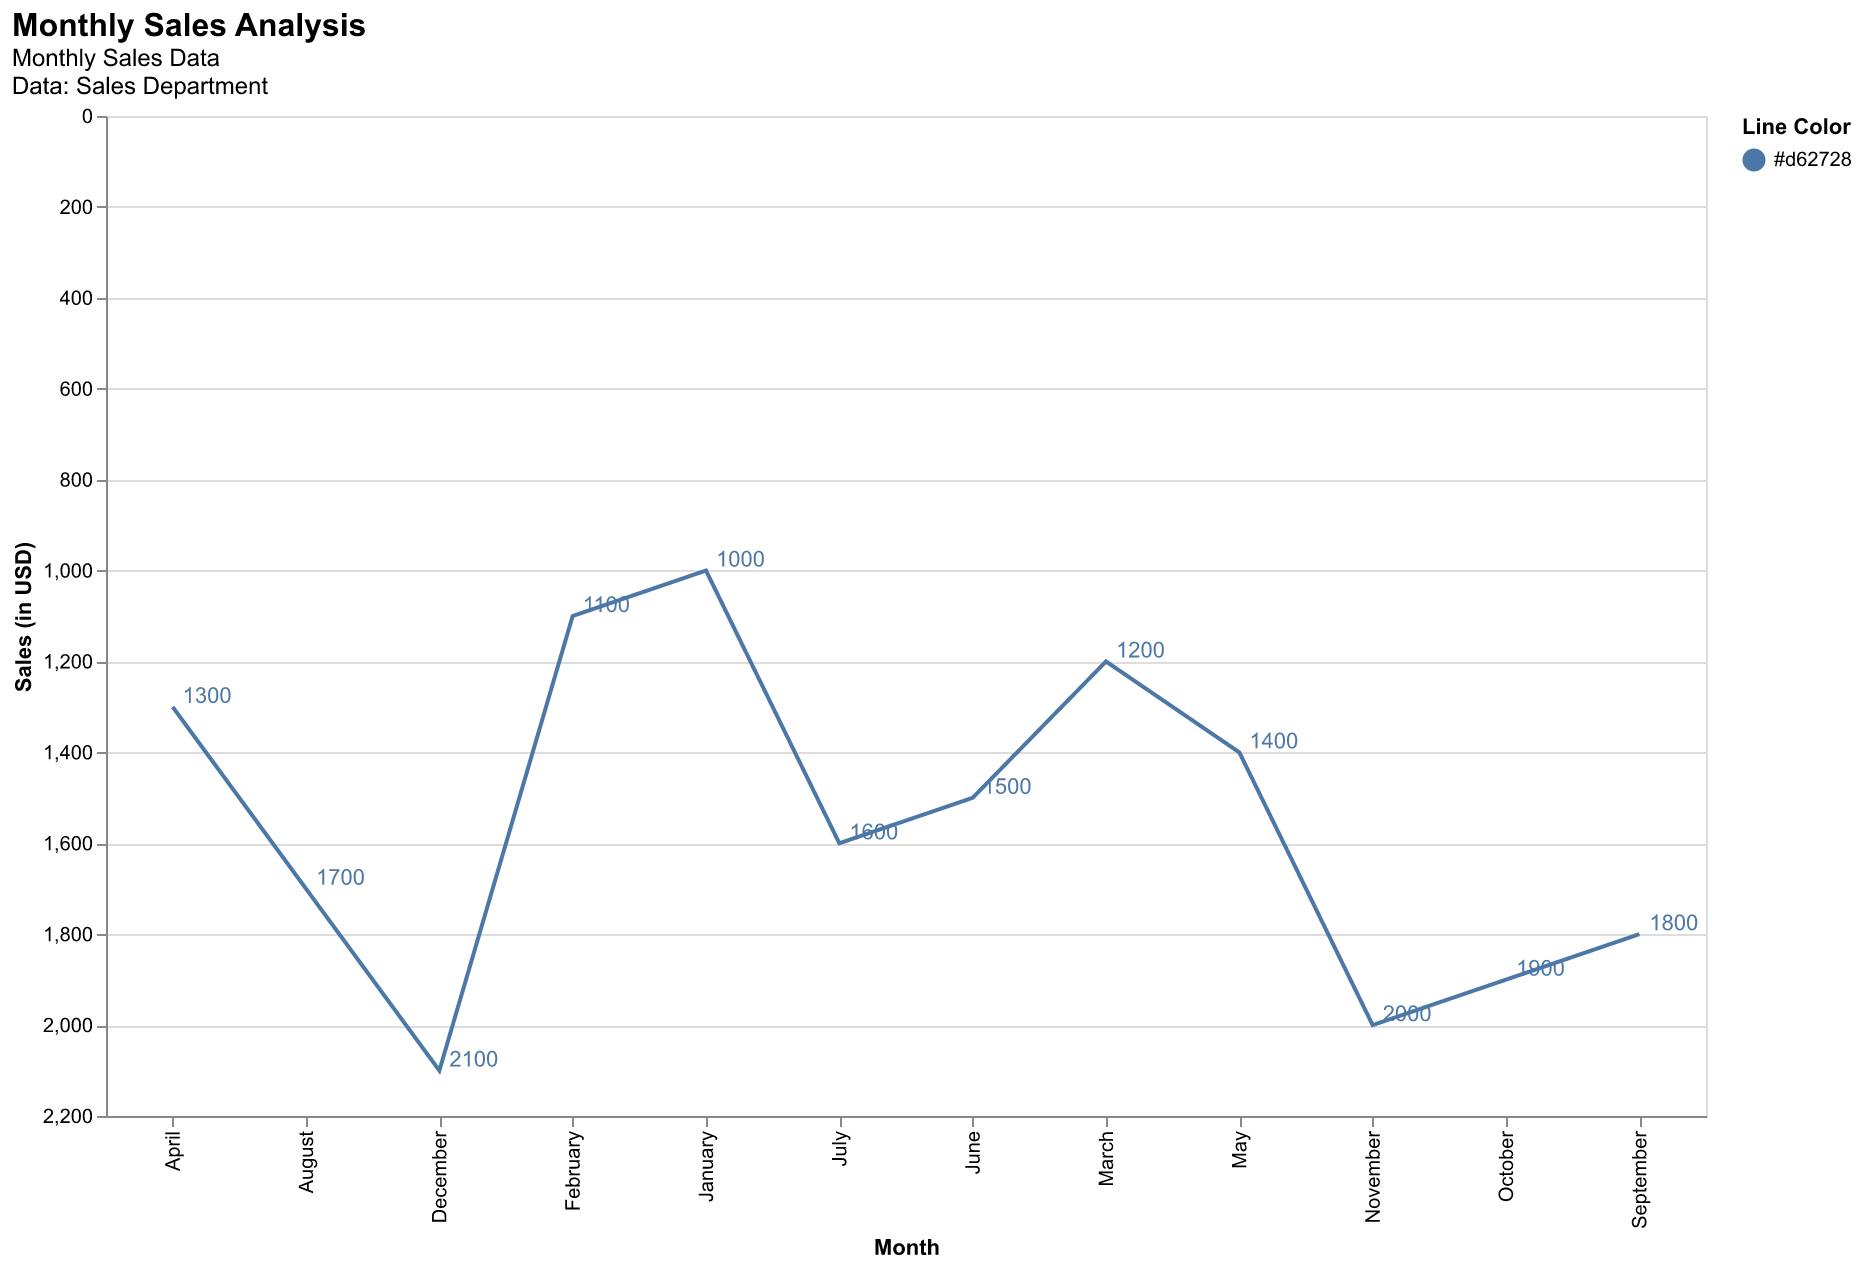 Monthly Sales Analysis
Monthly Sales Data
Data: Sales Department
Line Color
#d62728
Sales (in USD)
0
200
400
600
800
1,000
1,200
1,400
1,600
1,800
2,000
2,200
1300
1700
2100
1100
1000
1600
1500
1200
1400
2000
1900
1800
April
August
December
February
January
July
June
March
May
November
October
September
Month